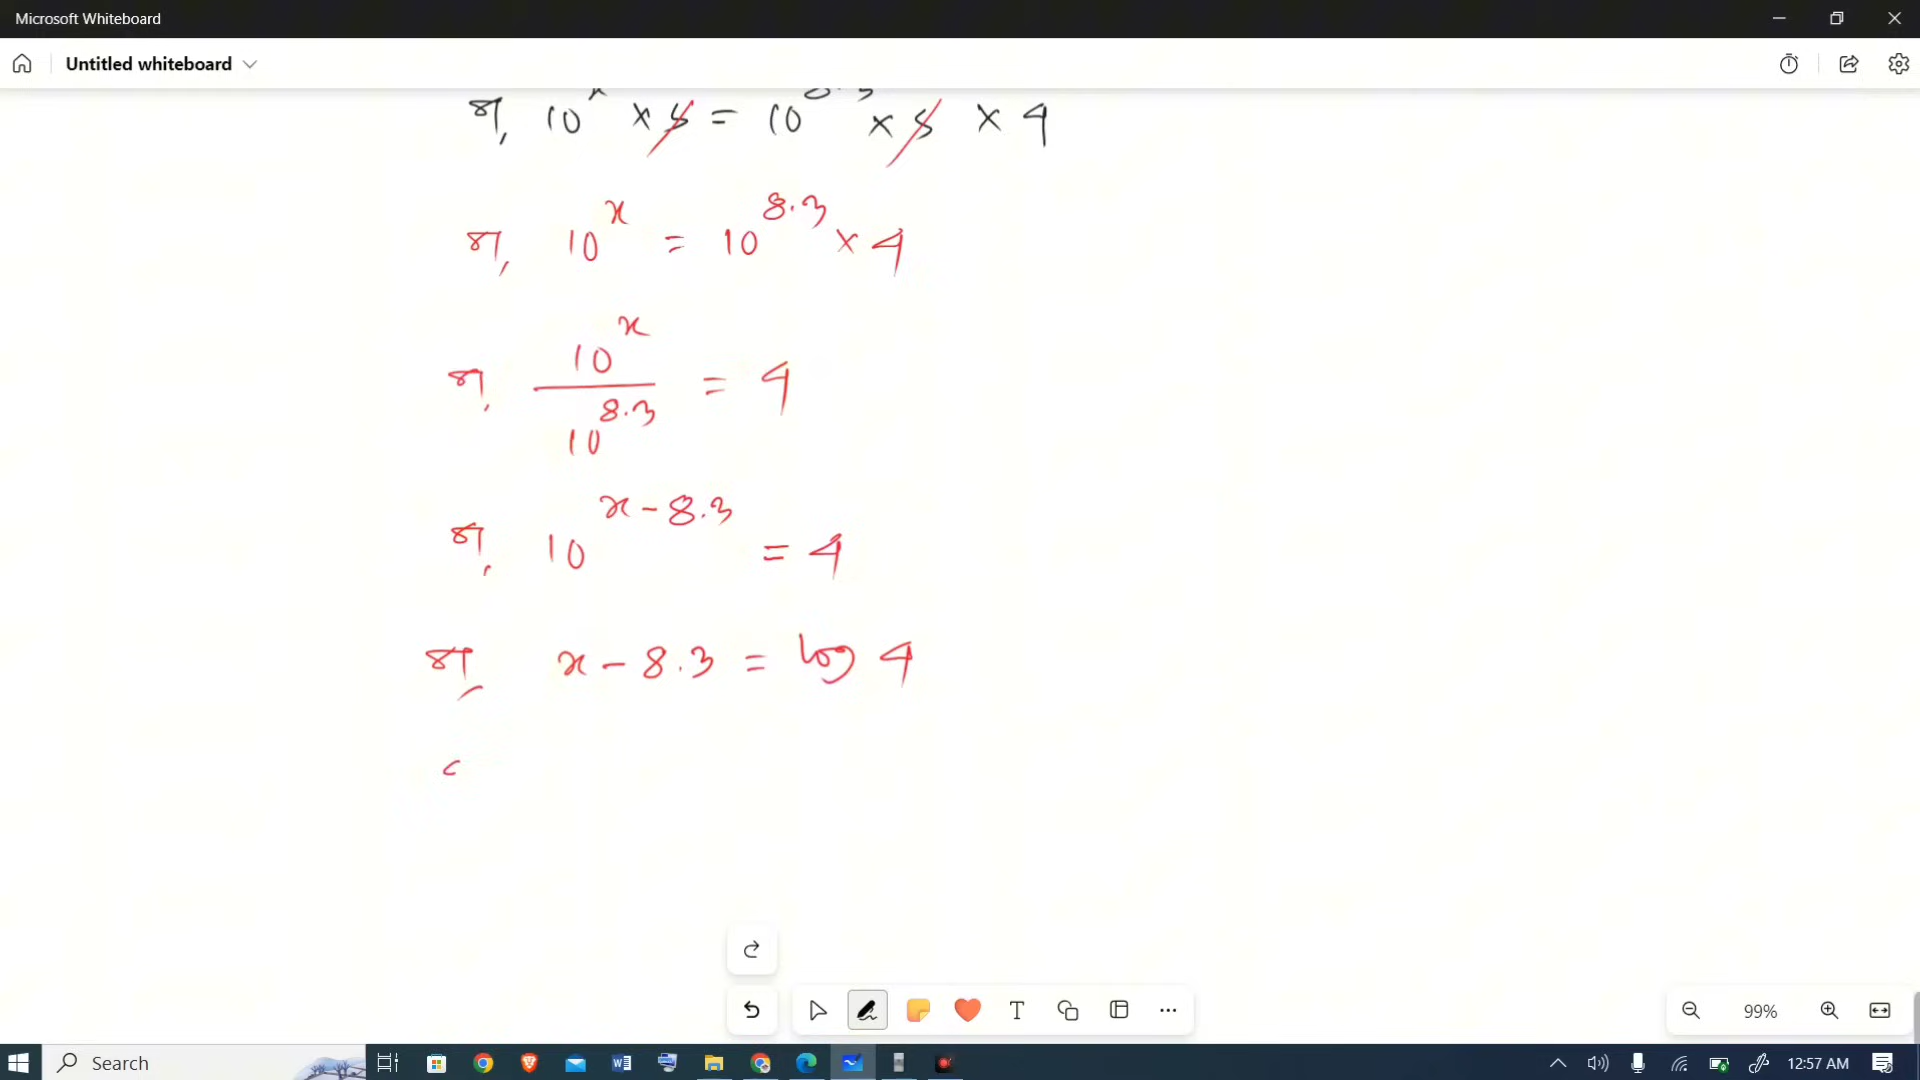 Microsoft Whiteboard
Untitled whiteboard
বা, 10^x × 5 = 10^8.3 × 5 × 4
বা, 10^x = 10^8.3 × 4
বা, 10^x / 10^8.3 = 4
বা, 10^(x-8.3) = 4
বা, x - 8.3 = log 4
99%
Search
12:57 AM